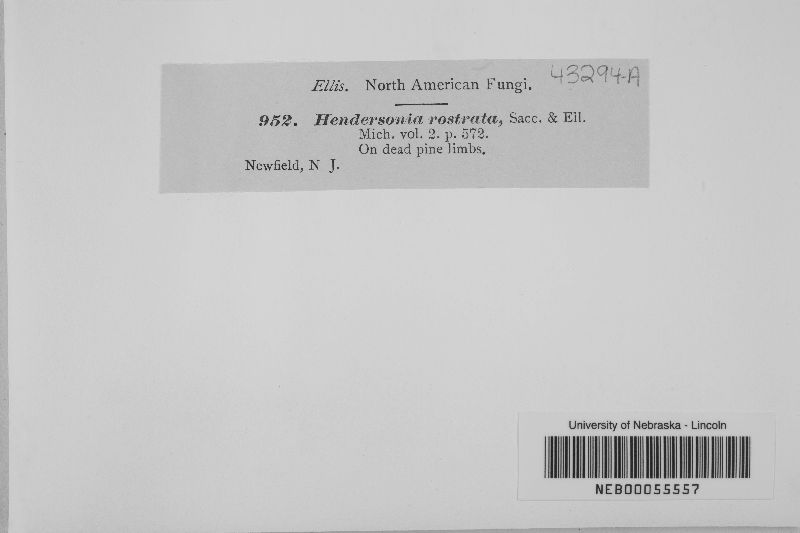 Ellis. North American Fungi. 43294-A
952. Hendersonia rostrata, Sacc. & Ell.
Mich. vol. 2. p. 572.
On dead pine limbs.
Newfield, N J.
University of Nebraska - Lincoln
NEB00055557